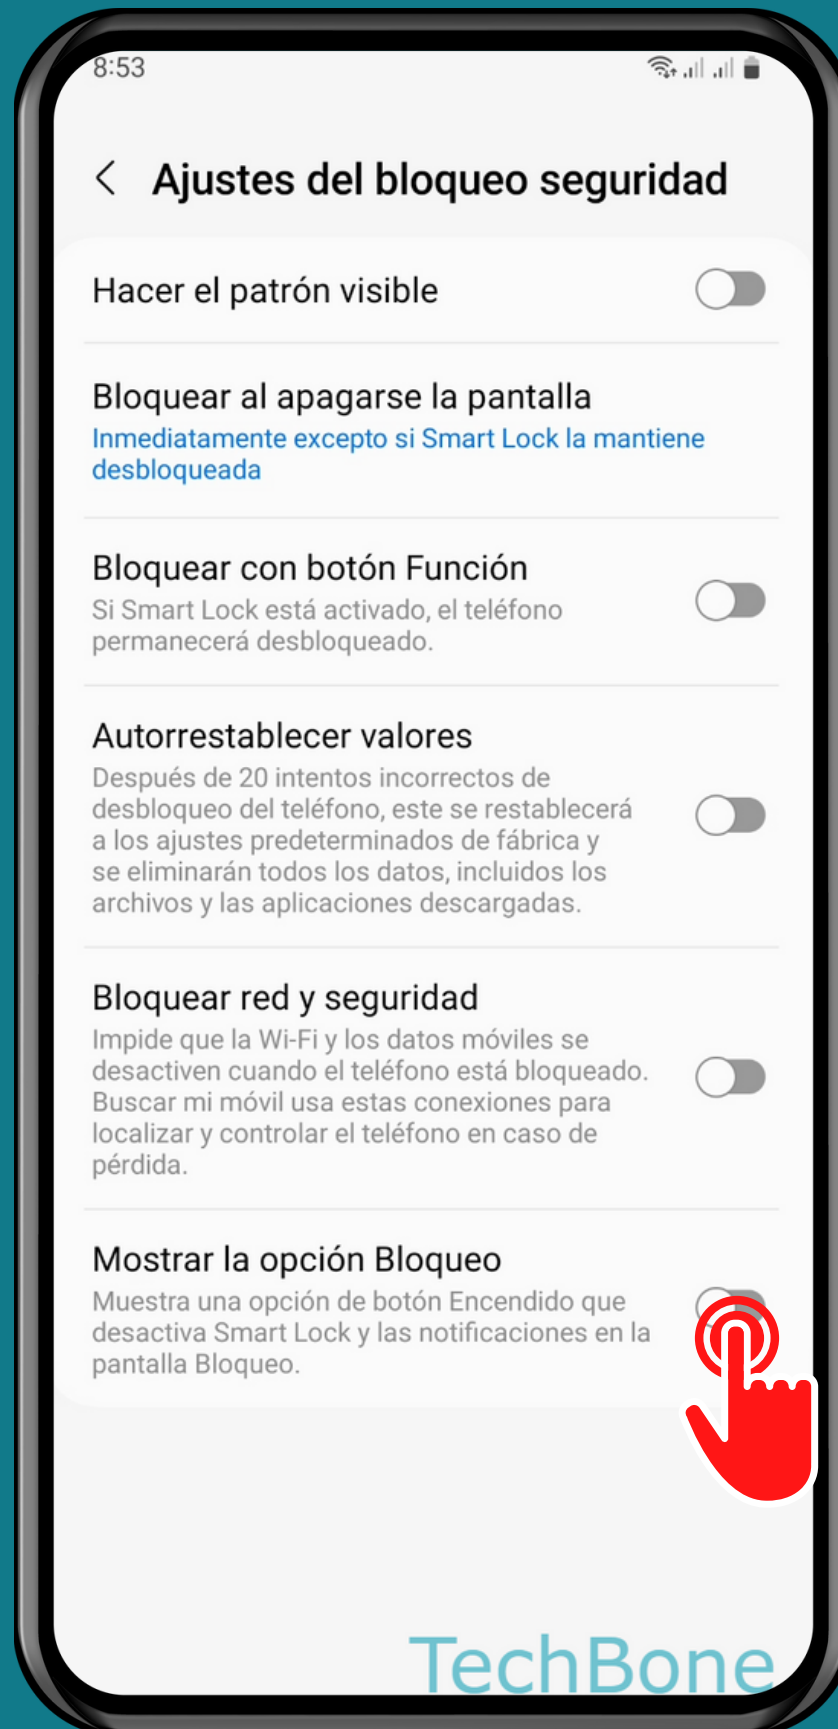 8:53
Ajustes del bloqueo seguridad
Hacer el patrón visible
Bloquear al apagarse la pantalla
Inmediatamente excepto si Smart Lock la mantiene
desbloqueada
Bloquear con botón Función
Si Smart Lock está activado, el teléfono
permanecerá desbloqueado.
Autorrestablecer valores
Después de 20 intentos incorrectos de
desbloqueo del teléfono, este se restablecerá
a los ajustes predeterminados de fábrica y
se eliminarán todos los datos, incluidos los
archivos y las aplicaciones descargadas.
Bloquear red y seguridad
Impide que la Wi-Fi y los datos móviles se
desactiven cuando el teléfono está bloqueado.
Buscar mi móvil usa estas conexiones para
localizar y controlar el teléfono en caso de
pérdida.
Mostrar la opción Bloqueo
Muestra una opción de botón Encendido que
desactiva Smart Lock y las notificaciones en la
pantalla Bloqueo.
TechBone